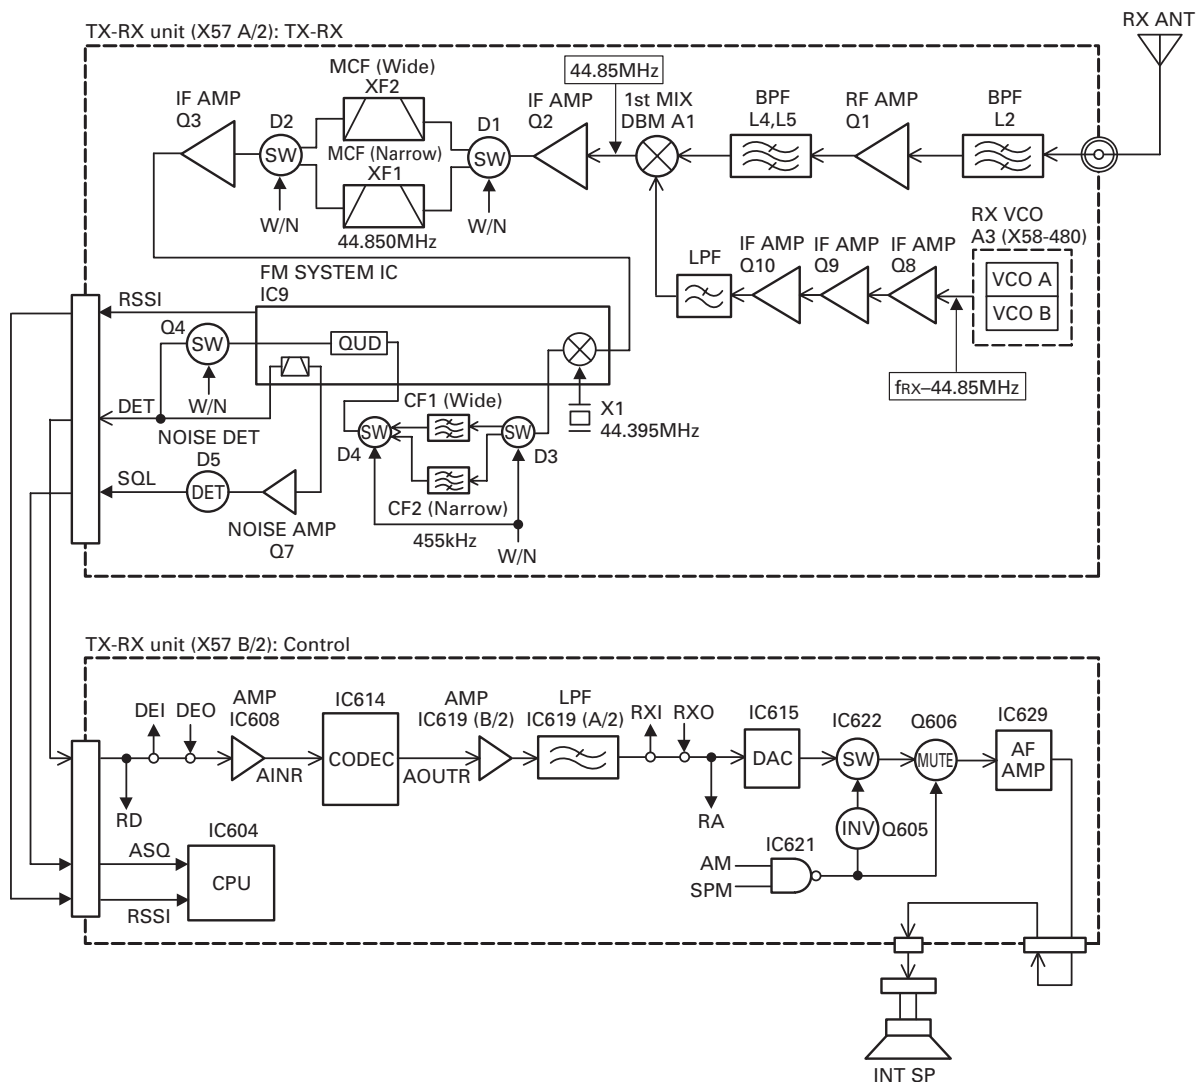 TX-RX unit (X57 A/2): TX-RX
RX ANT
MCF (Wide)
XF2
44.85MHz
IF AMP
Q3
D2
SW
W/N
MCF (Narrow)
XF1
44.850MHz
D1
SW
W/N
IF AMP
Q2
1st MIX
DBM A1
BPF
L4,L5
RF AMP
Q1
BPF
L2
RX VCO
A3 (X58-480)
VCO A
VCO B
LPF
IF AMP
Q10
IF AMP
Q9
IF AMP
Q8
fRX–44.85MHz
FM SYSTEM IC
IC9
RSSI
Q4
SW
W/N
QUD
DET
NOISE DET
D5
DET
SQL
NOISE AMP
Q7
CF1 (Wide)
SW
D4
SW
D3
CF2 (Narrow)
455kHz
W/N
X1
44.395MHz
TX-RX unit (X57 B/2): Control
DEI
DEO
AMP
IC608
AINR
RD
IC614
CODEC
AOUTR
AMP
IC619 (B/2)
LPF
IC619 (A/2)
RXI
RXO
RA
IC615
DAC
IC622
SW
Q606
MUTE
IC629
AF
AMP
INV
Q605
IC621
AM
SPM
IC604
CPU
ASQ
RSSI
INT SP